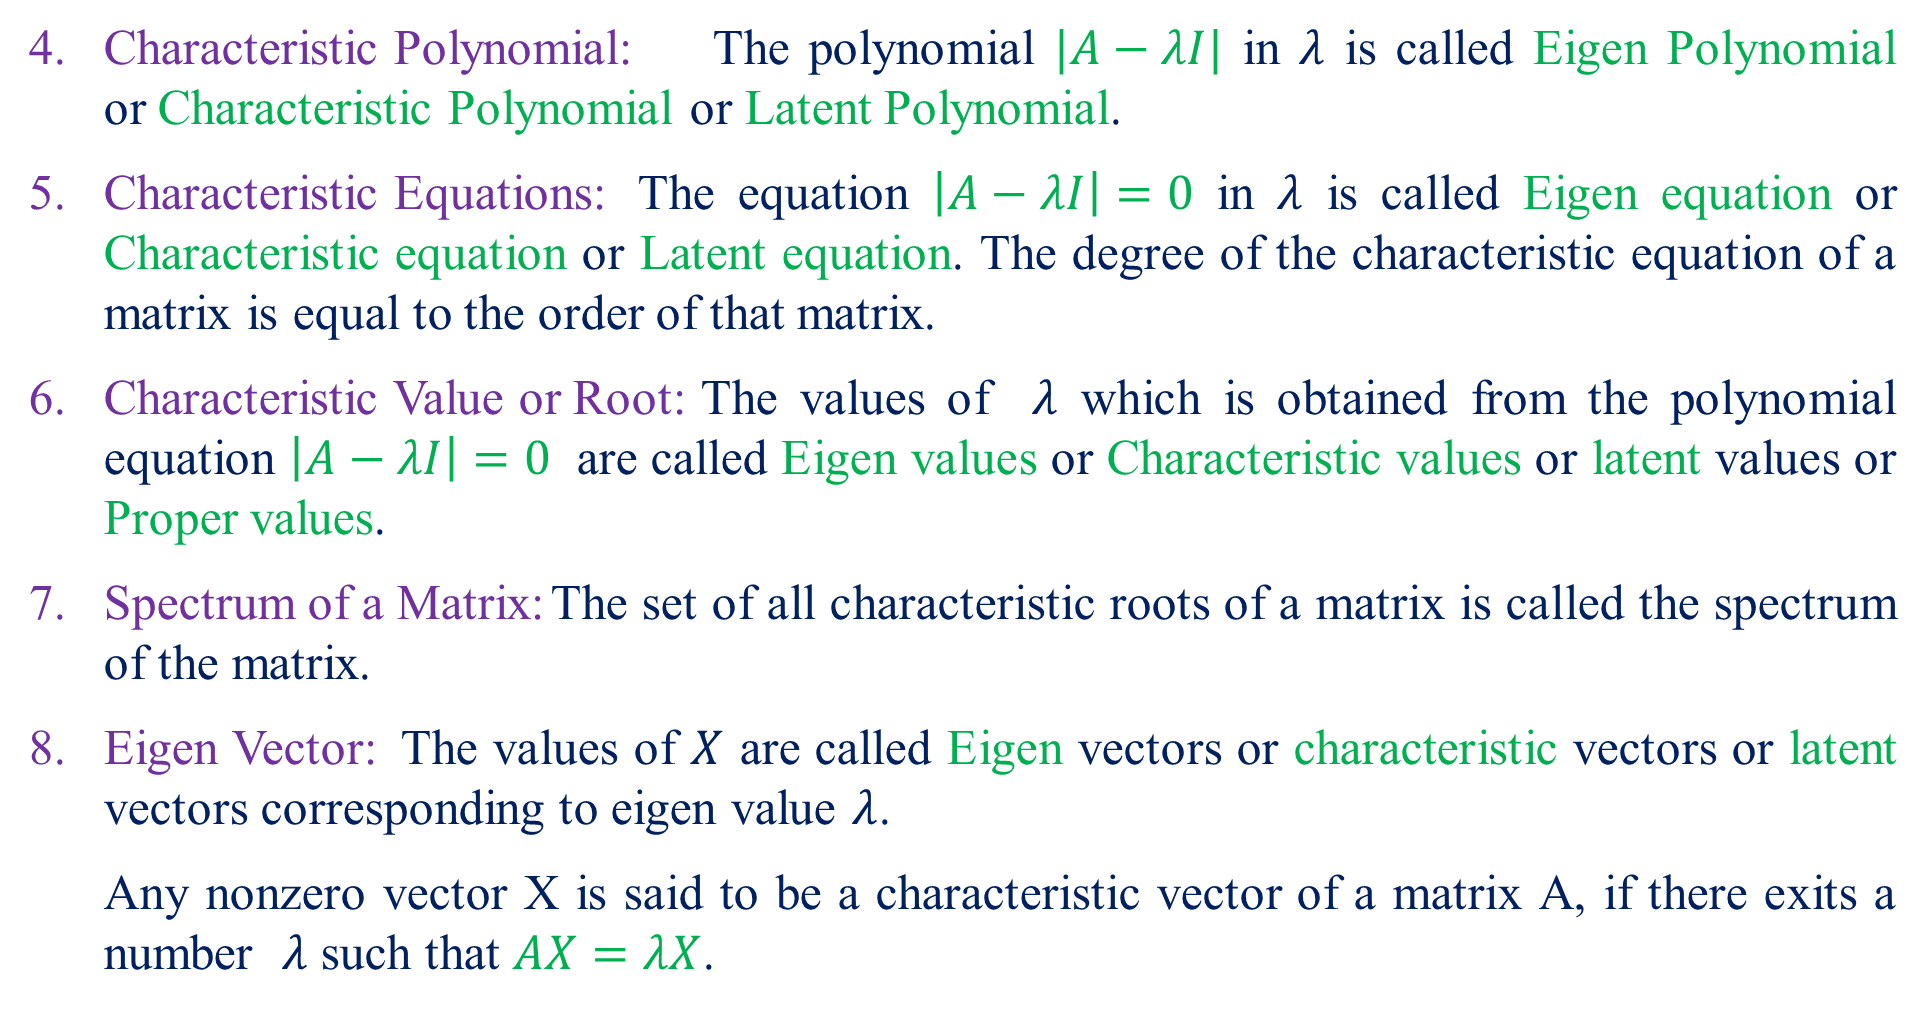 4. Characteristic Polynomial: The polynomial |A − λI| in λ is called Eigen Polynomial
or Characteristic Polynomial or Latent Polynomial.
5. Characteristic Equations: The equation |A − λI| = 0 in λ is called Eigen equation or
Characteristic equation or Latent equation. The degree of the characteristic equation of a
matrix is equal to the order of that matrix.
6. Characteristic Value or Root: The values of λ which is obtained from the polynomial
equation |A − λI| = 0 are called Eigen values or Characteristic values or latent values or
Proper values.
7. Spectrum of a Matrix: The set of all characteristic roots of a matrix is called the spectrum
of the matrix.
8. Eigen Vector: The values of X are called Eigen vectors or characteristic vectors or latent
vectors corresponding to eigen value λ.
Any nonzero vector X is said to be a characteristic vector of a matrix A, if there exits a
number λ such that AX = λX.